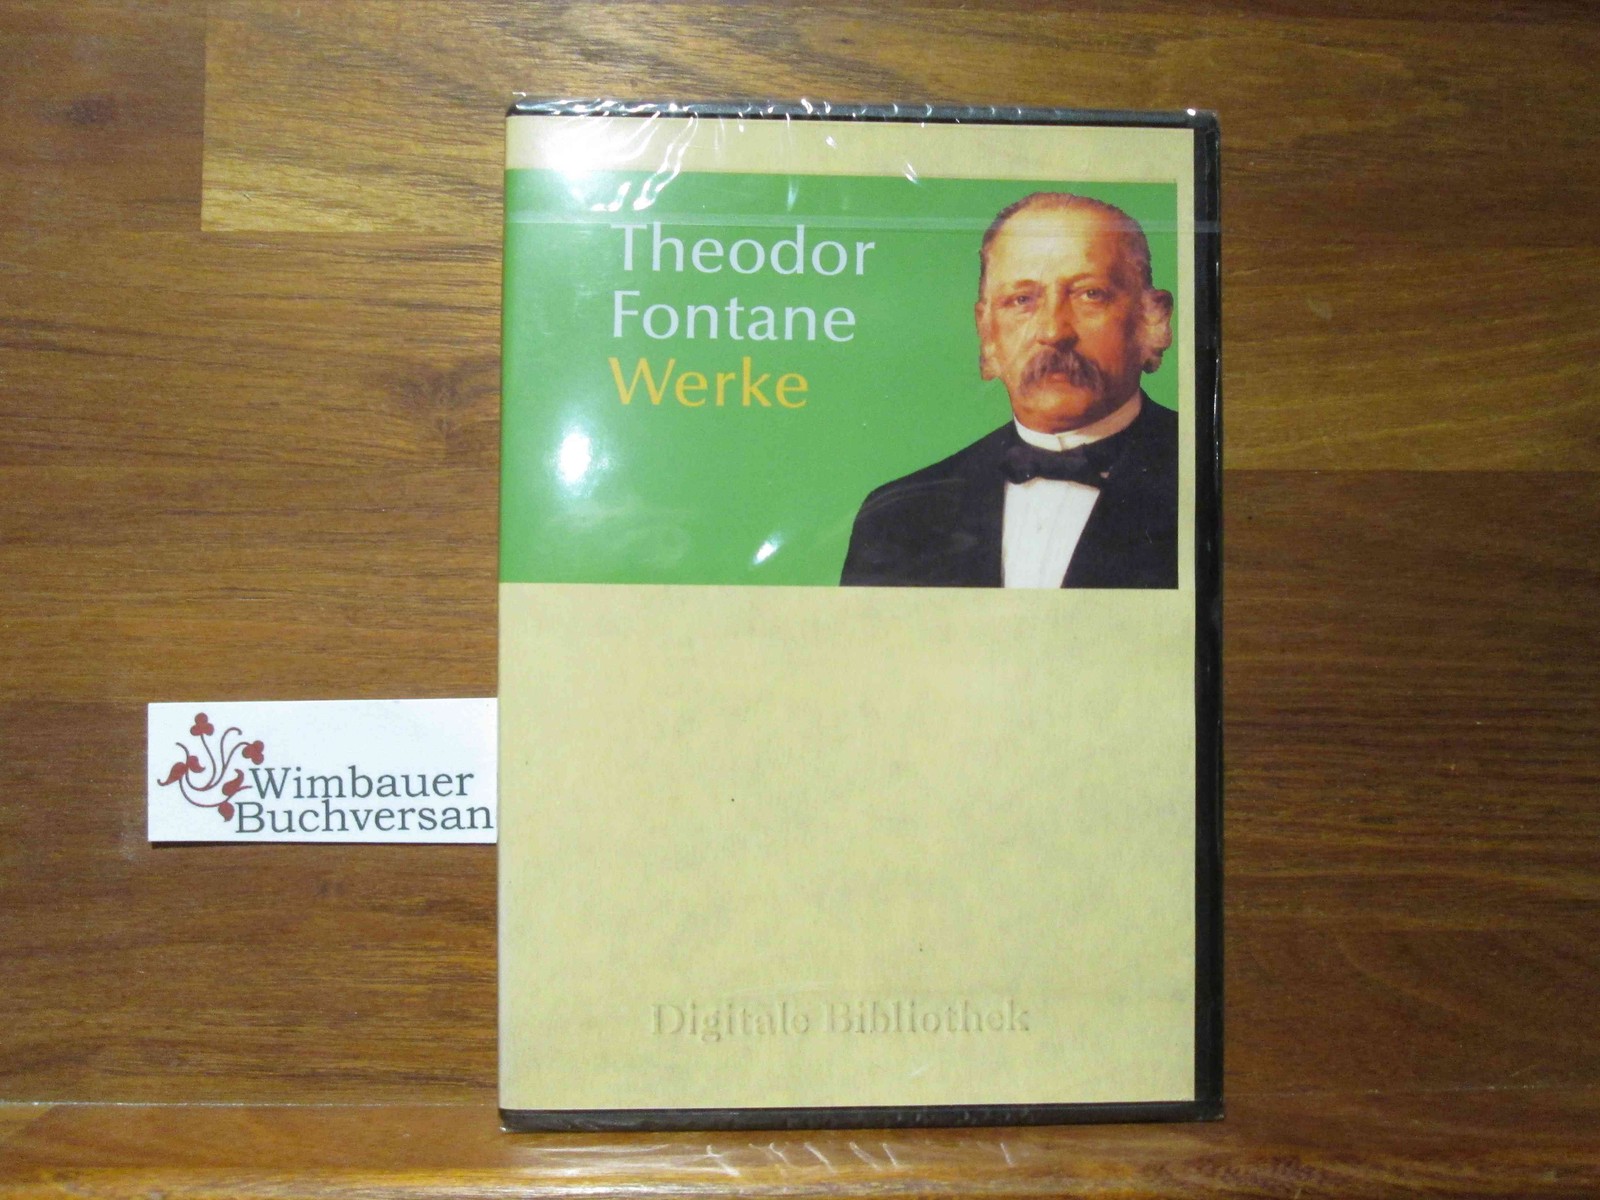 Theodor
Fontane
Werke
Wimbauer
Buchversan
Digitale Bibliothek